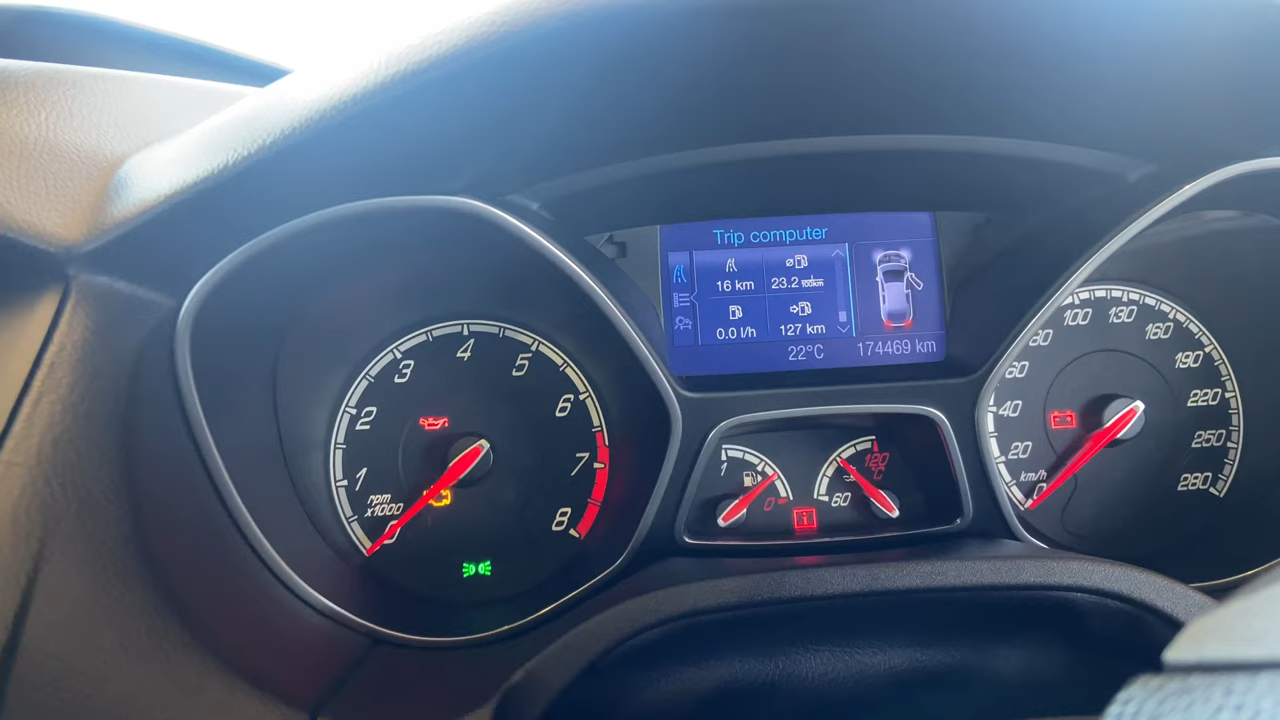 Trip computer
16 km
23.2 l/100km
0.0 l/h
127 km
22°C
174469 km
rpm
x1000
0
1
2
3
4
5
6
7
8
1
0
60
120
°C
km/h
0
20
40
60
80
100
130
160
190
220
250
280